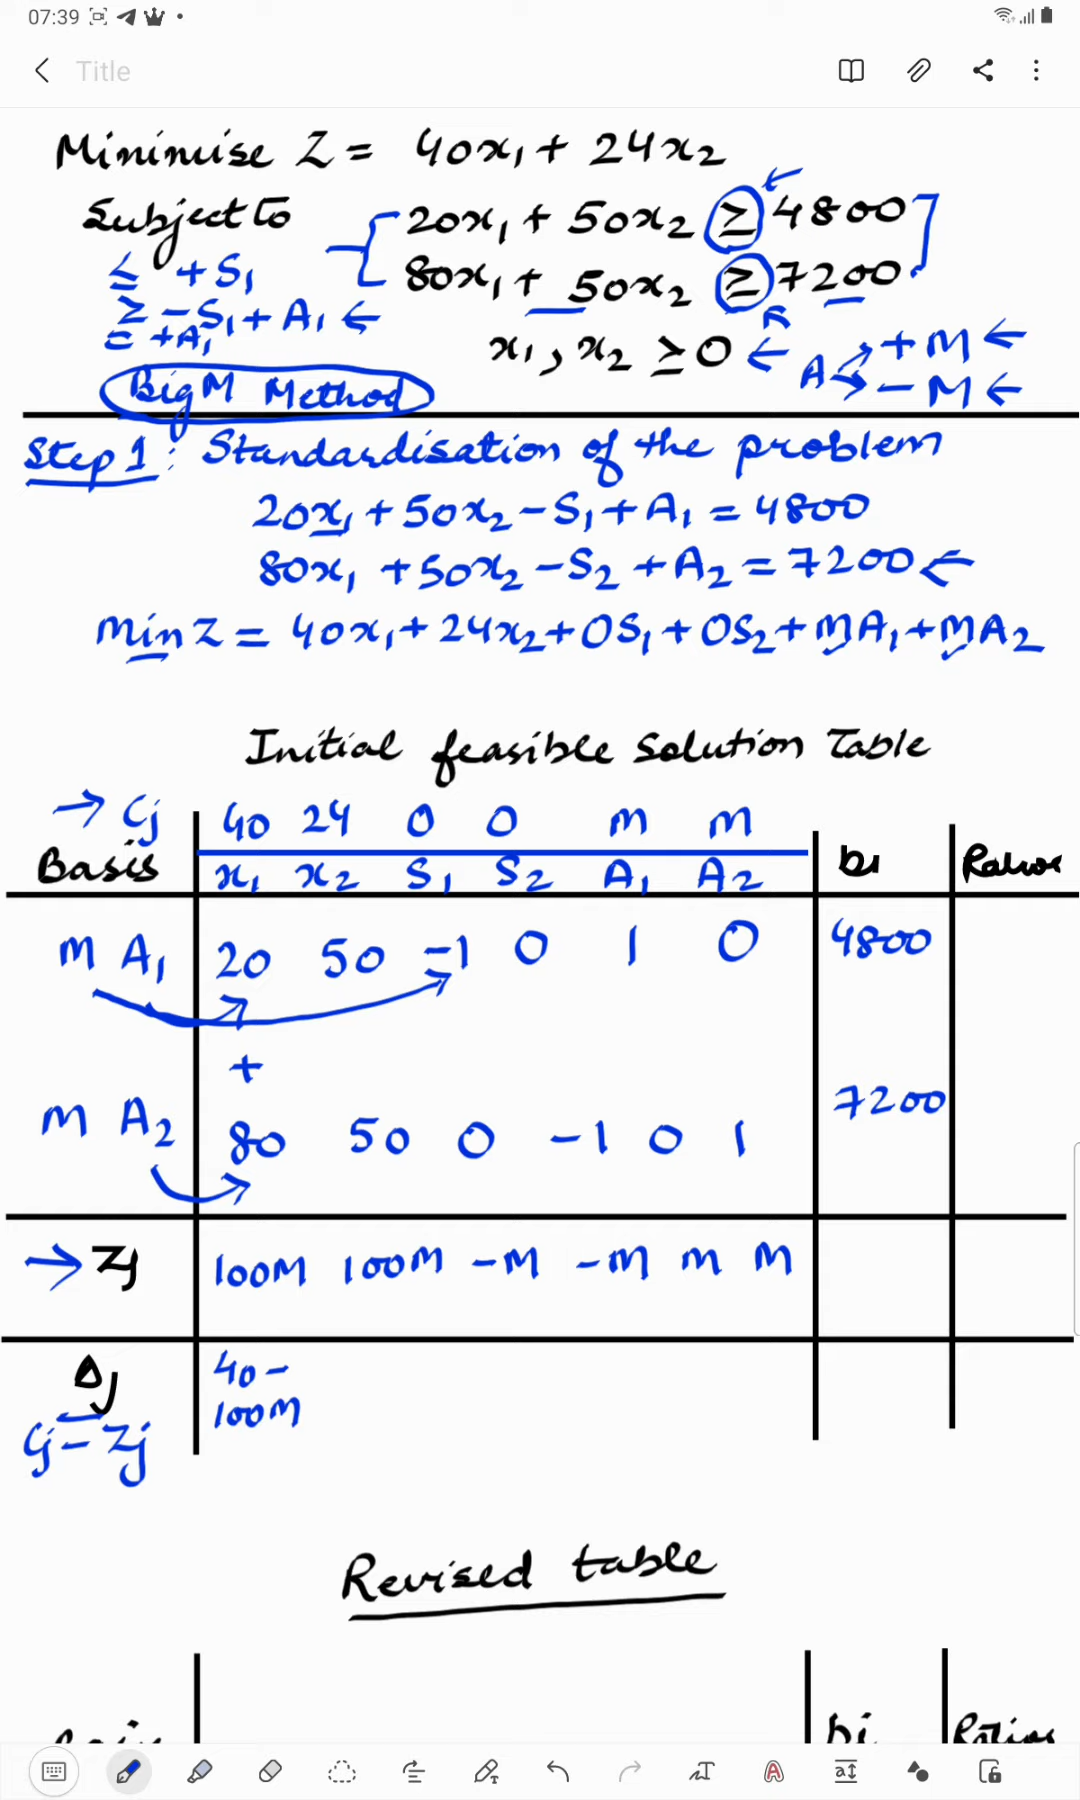 07:39
Title
Minimise Z = 40x₁ + 24x₂
Subject to 20x₁ + 50x₂ ≥ 4800
80x₁ + 50x₂ ≥ 7200
≤ +S₁
≥ -S₁ + A₁ ←
= +A₁
x₁, x₂ ≥ 0 ←
A +M ←
-M ←
Big M Method
Step 1: Standardisation of the problem
20x₁ + 50x₂ - S₁ + A₁ = 4800
80x₁ + 50x₂ - S₂ + A₂ = 7200 ←
Min Z = 40x₁ + 24x₂ + 0S₁ + 0S₂ + MA₁ + MA₂
Initial feasible Solution Table
→ Cj 40 24 0 0 M M
Basis x₁ x₂ S₁ S₂ A₁ A₂ bi Ratios
M A₁ 20 50 -1 0 1 0 4800
+
M A₂ 80 50 0 -1 0 1 7200
→ Zj 100M 100M -M -M M M
Δj 40 -
100M
Cj - Zj
Revised table
bi Ratios